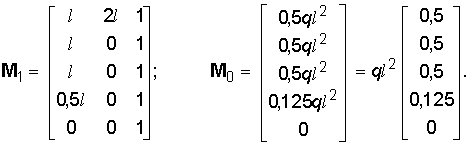 M₁ = [ l 2l 1 ; l 0 1 ; l 0 1 ; 0,5l 0 1 ; 0 0 1 ] ; M₀ = [ 0,5ql² ; 0,5ql² ; 0,5ql² ; 0,125ql² ; 0 ] = ql² [ 0,5 ; 0,5 ; 0,5 ; 0,125 ; 0 ] .